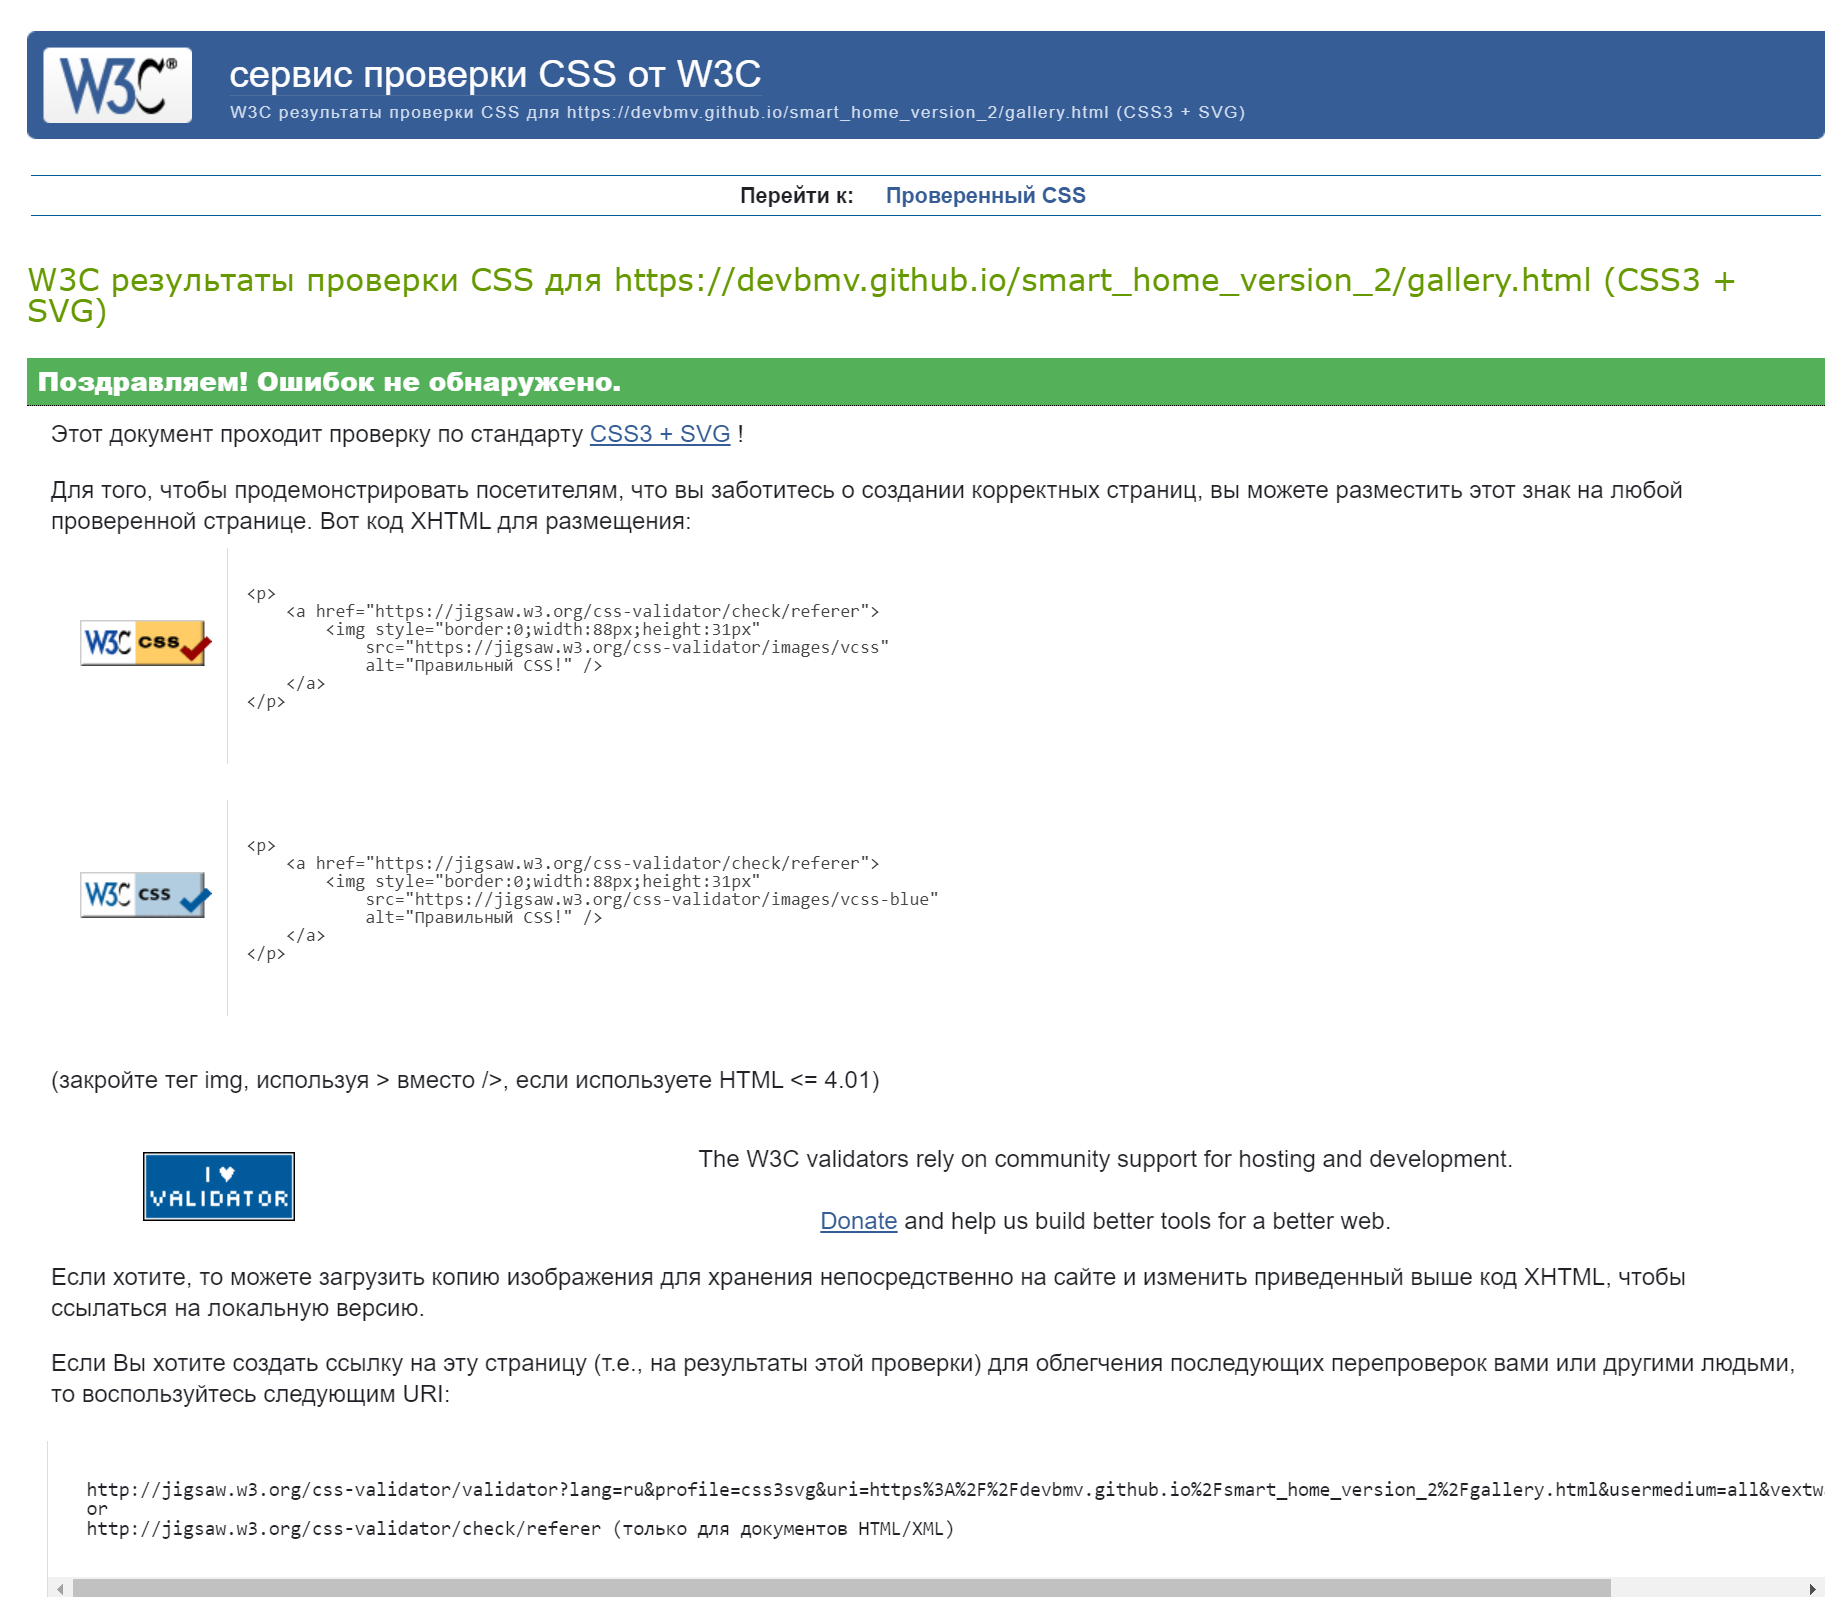 W3C®
сервис проверки CSS от W3C
W3C результаты проверки CSS для https://devbmv.github.io/smart_home_version_2/gallery.html (CSS3 + SVG)
Перейти к: Проверенный CSS
W3C результаты проверки CSS для https://devbmv.github.io/smart_home_version_2/gallery.html (CSS3 +
SVG)
Поздравляем! Ошибок не обнаружено.
Этот документ проходит проверку по стандарту CSS3 + SVG !
Для того, чтобы продемонстрировать посетителям, что вы заботитесь о создании корректных страниц, вы можете разместить этот знак на любой
проверенной странице. Вот код XHTML для размещения:
W3C css
<p>
<a href="https://jigsaw.w3.org/css-validator/check/referer">
<img style="border:0;width:88px;height:31px"
src="https://jigsaw.w3.org/css-validator/images/vcss"
alt="Правильный CSS!" />
</a>
</p>
W3C css
<p>
<a href="https://jigsaw.w3.org/css-validator/check/referer">
<img style="border:0;width:88px;height:31px"
src="https://jigsaw.w3.org/css-validator/images/vcss-blue"
alt="Правильный CSS!" />
</a>
</p>
(закройте тег img, используя > вместо />, если используете HTML <= 4.01)
I ♥
VALIDATOR
The W3C validators rely on community support for hosting and development.
Donate and help us build better tools for a better web.
Если хотите, то можете загрузить копию изображения для хранения непосредственно на сайте и изменить приведенный выше код XHTML, чтобы
ссылаться на локальную версию.
Если Вы хотите создать ссылку на эту страницу (т.е., на результаты этой проверки) для облегчения последующих перепроверок вами или другими людьми,
то воспользуйтесь следующим URI:
http://jigsaw.w3.org/css-validator/validator?lang=ru&profile=css3svg&uri=https%3A%2F%2Fdevbmv.github.io%2Fsmart_home_version_2%2Fgallery.html&usermedium=all&vextw
or
http://jigsaw.w3.org/css-validator/check/referer (только для документов HTML/XML)